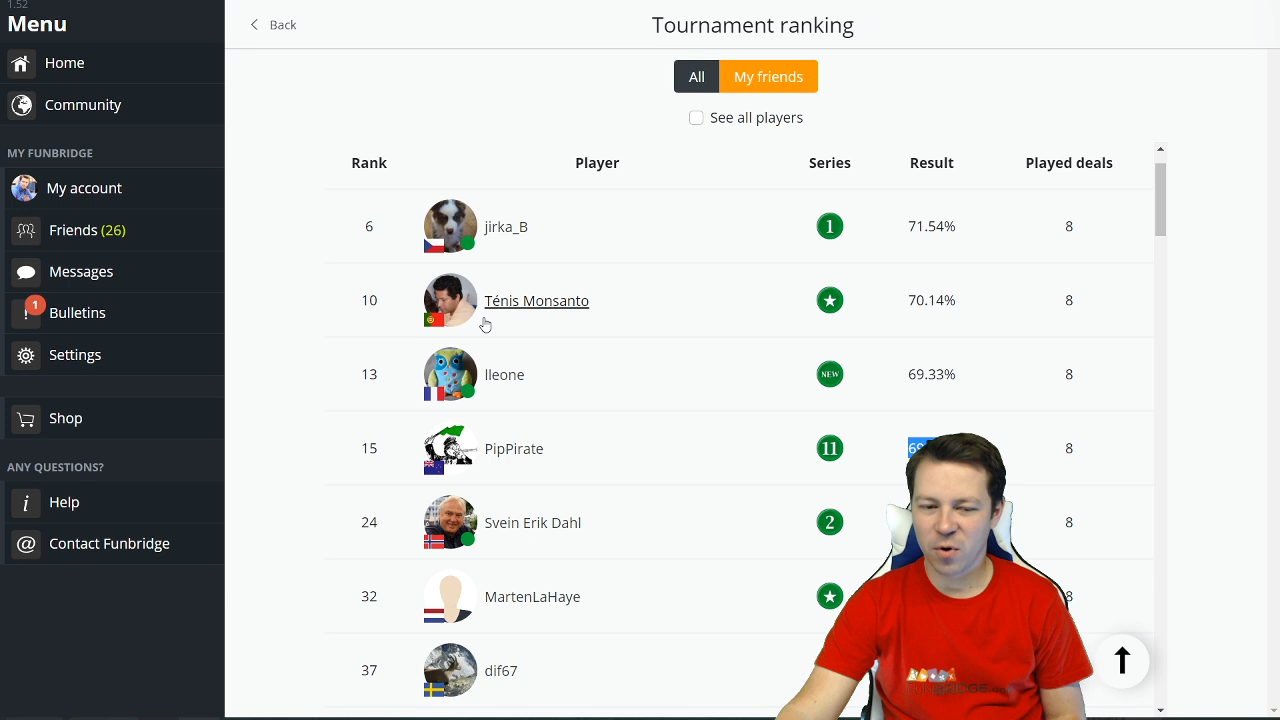 1.52
Menu
Home
Community
MY FUNBRIDGE
My account
Friends (26)
Messages
1
Bulletins
Settings
Shop
ANY QUESTIONS?
Help
Contact Funbridge
Back
Tournament ranking
All My friends
See all players
Rank Player Series Result Played deals
6 jirka_B 1 71.54% 8
10 Ténis Monsanto 70.14% 8
13 lleone NEW 69.33% 8
15 PipPirate 11 8
24 Svein Erik Dahl 2 8
32 MartenLaHaye 8
37 dif67